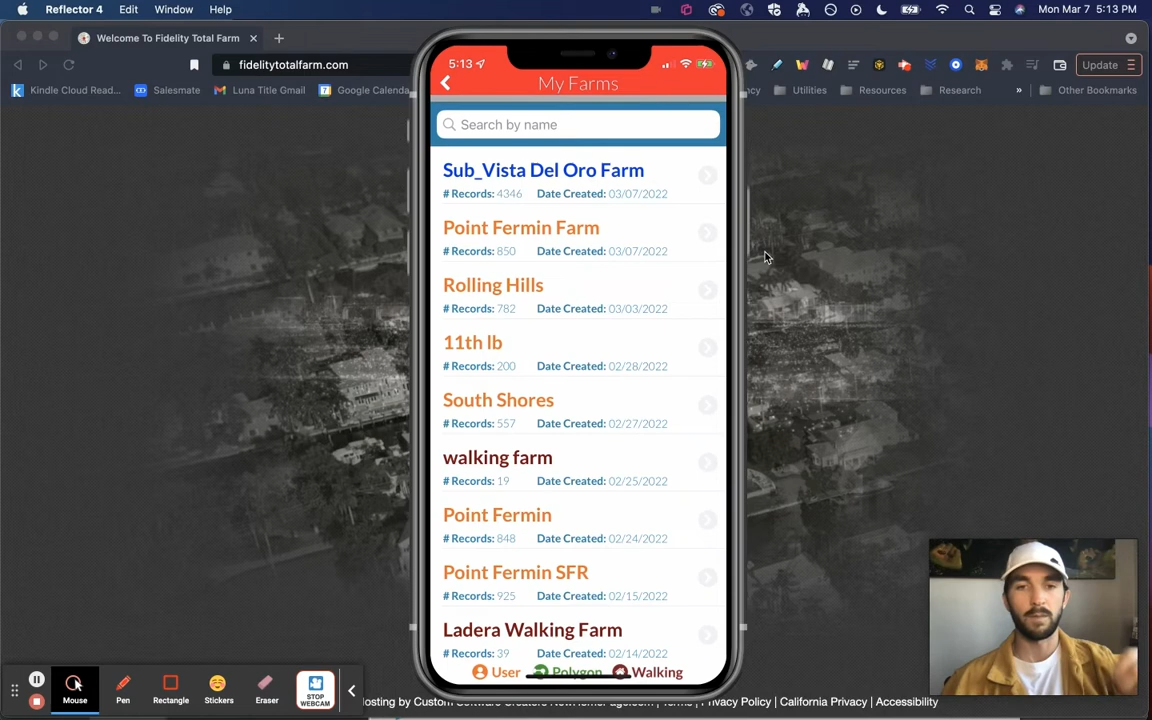 Reflector 4 Edit Window Help Mon Mar 7 5:13 PM
Welcome To Fidelity Total Farm
fidelitytotalfarm.com Update
Kindle Cloud Read... Salesmate Luna Title Gmail Google Calenda Utilities Resources Research » Other Bookmarks
5:13
My Farms
Search by name
Sub_Vista Del Oro Farm
# Records: 4346 Date Created: 03/07/2022
Point Fermin Farm
# Records: 850 Date Created: 03/07/2022
Rolling Hills
# Records: 782 Date Created: 03/03/2022
11th lb
# Records: 200 Date Created: 02/28/2022
South Shores
# Records: 557 Date Created: 02/27/2022
walking farm
# Records: 19 Date Created: 02/25/2022
Point Fermin
# Records: 848 Date Created: 02/24/2022
Point Fermin SFR
# Records: 925 Date Created: 02/15/2022
Ladera Walking Farm
# Records: 39 Date Created: 02/14/2022
User Polygon Walking
Mouse Pen Rectangle Stickers Eraser STOP WEBCAM
Privacy Policy | California Privacy | Accessibility